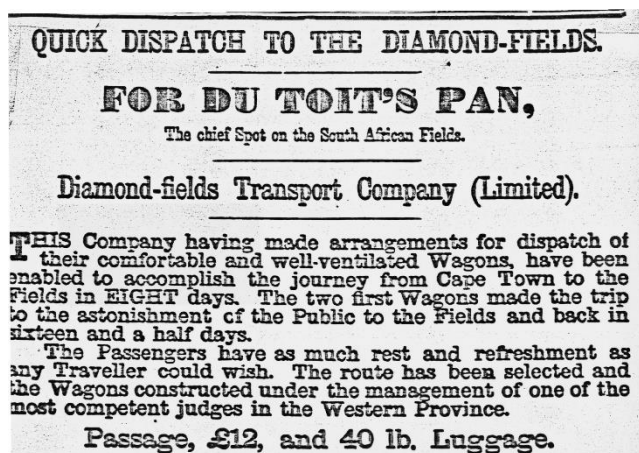 QUICK DISPATCH TO THE DIAMOND-FIELDS.
FOR DU TOIT'S PAN,
The chief Spot on the South African Fields.
Diamond-fields Transport Company (Limited).
THIS Company having made arrangements for dispatch of
their comfortable and well-ventilated Wagons, have been
enabled to accomplish the journey from Cape Town to the
Fields in EIGHT days. The two first Wagons made the trip
to the astonishment of the Public to the Fields and back in
sixteen and a half days.
The Passengers have as much rest and refreshment as
any Traveller could wish. The route has been selected and
the Wagons constructed under the management of one of the
most competent judges in the Western Province.
Passage, £12, and 40 lb. Luggage.